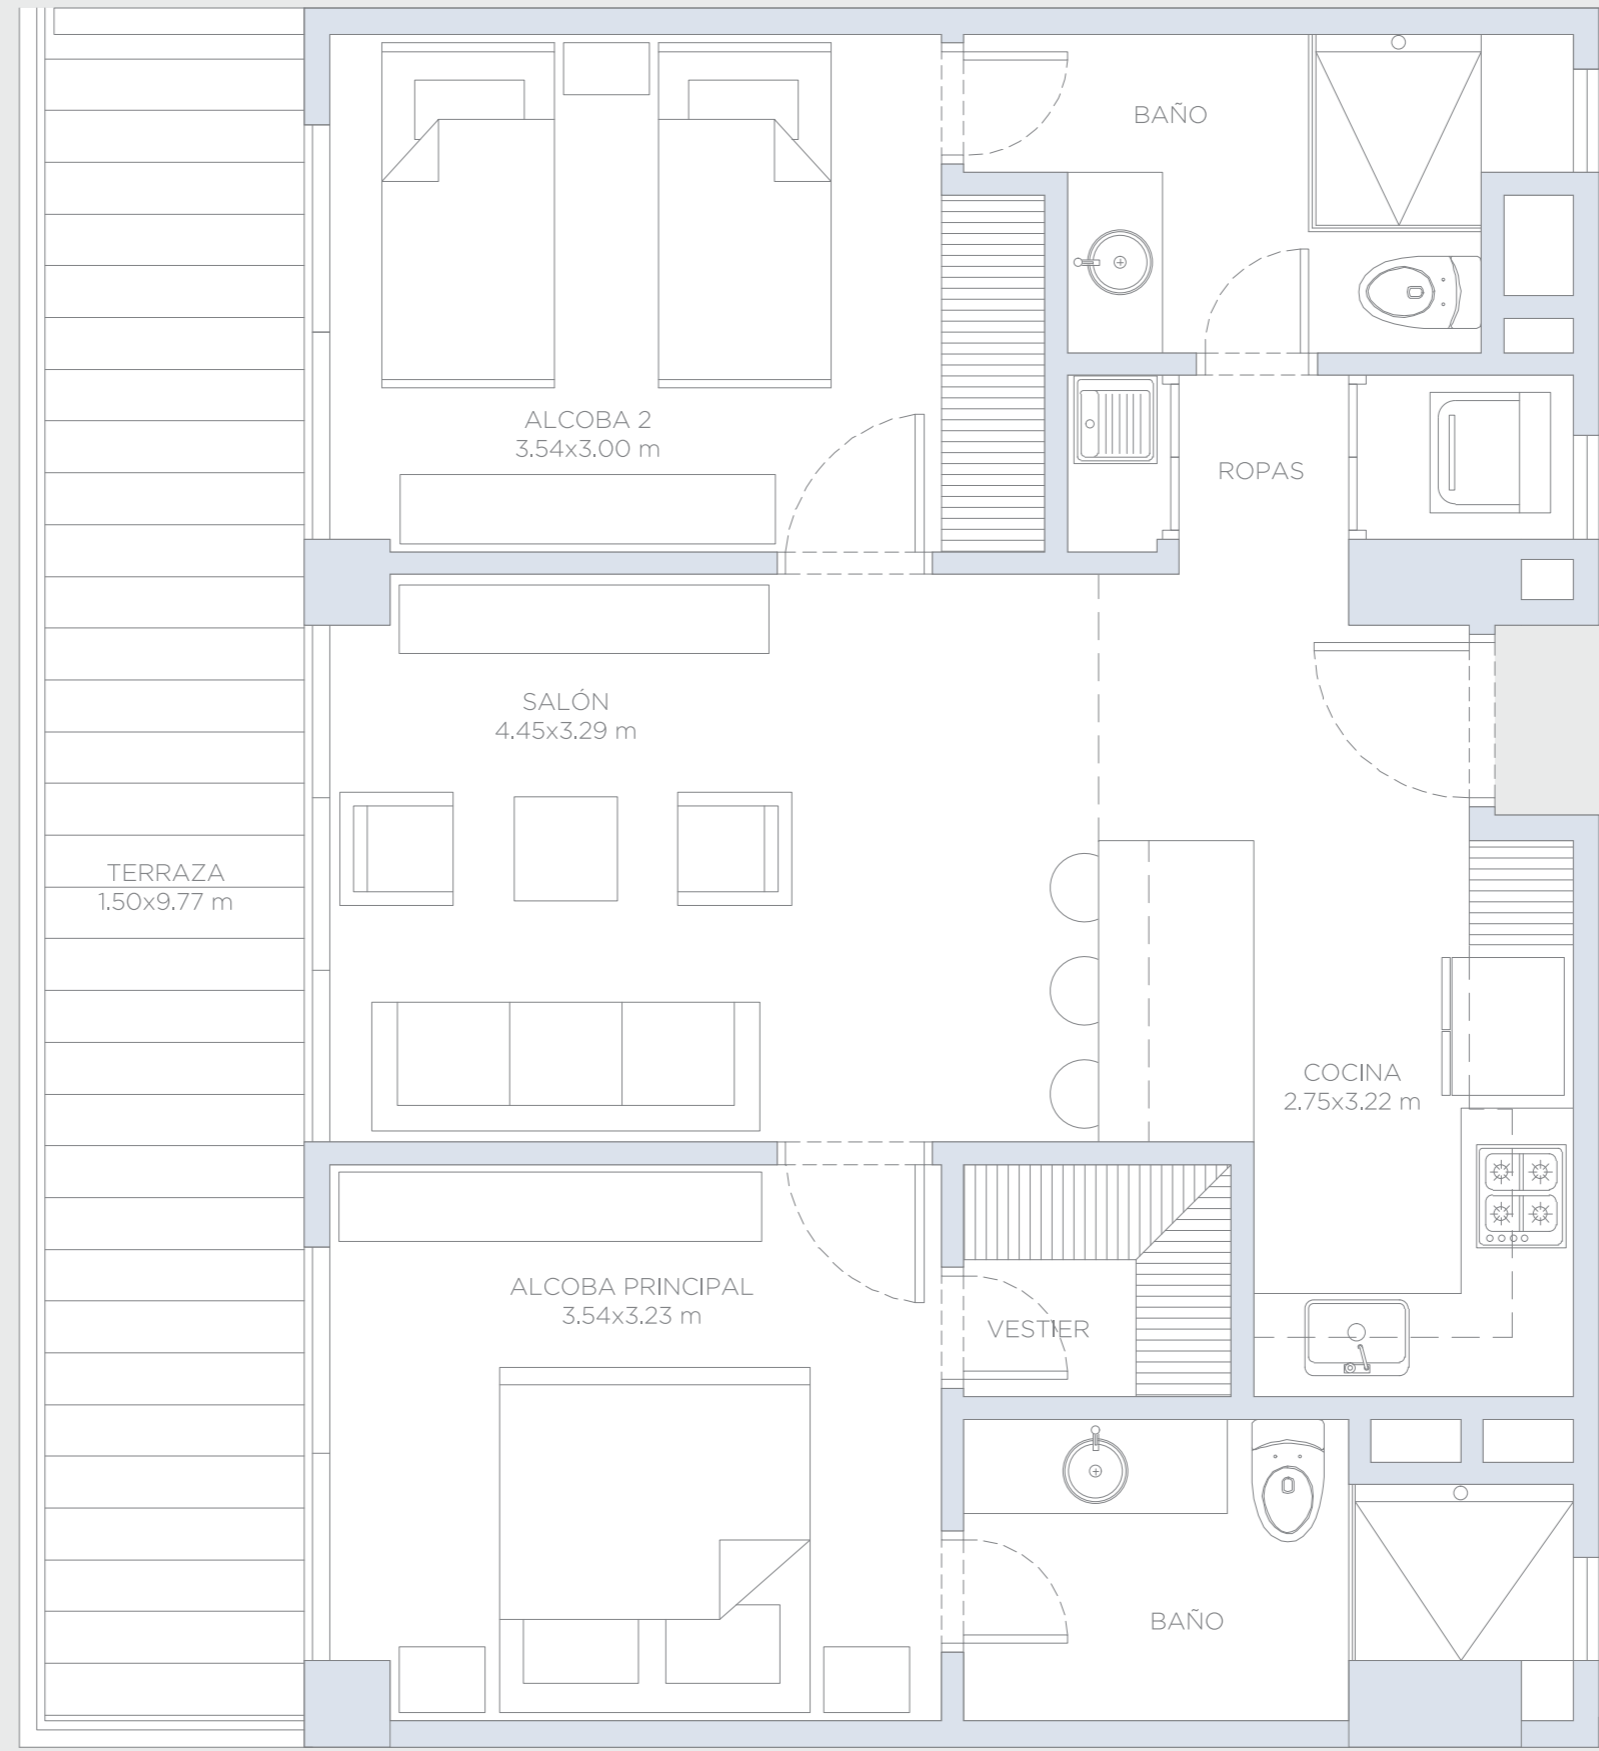 BAÑO
ALCOBA 2
3.54x3.00 m
ROPAS
SALÓN
4.45x3.29 m
TERRAZA
1.50x9.77 m
COCINA
2.75x3.22 m
ALCOBA PRINCIPAL
3.54x3.23 m
VESTIER
BAÑO